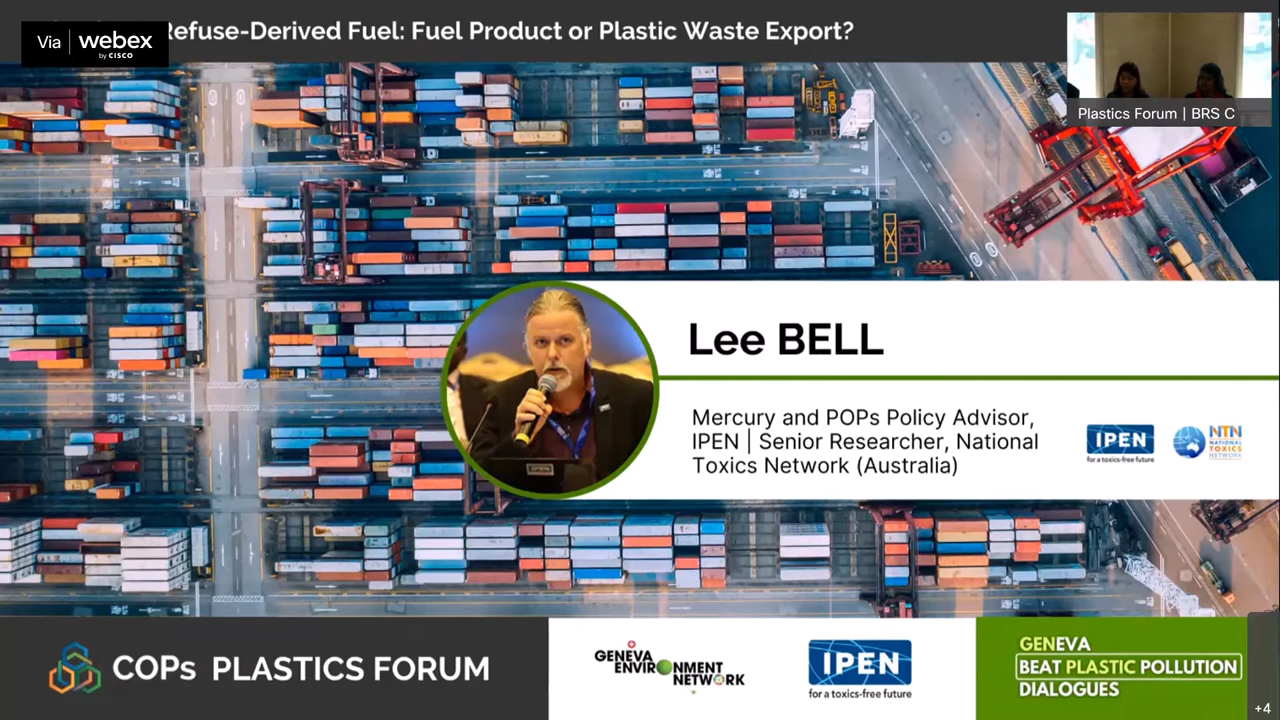 Refuse-Derived Fuel: Fuel Product or Plastic Waste Export?
Via webex
by CISCO
Plastics Forum | BRS C
Lee BELL
Mercury and POPs Policy Advisor,
IPEN | Senior Researcher, National
Toxics Network (Australia)
IPEN
for a toxics-free future
NTN
NATIONAL
TOXICS
NETWORK
COPs PLASTICS FORUM
GENEVA
ENVIRONMENT
NETWORK
IPEN
for a toxics-free future
GENEVA
BEAT PLASTIC POLLUTION
DIALOGUES
+4